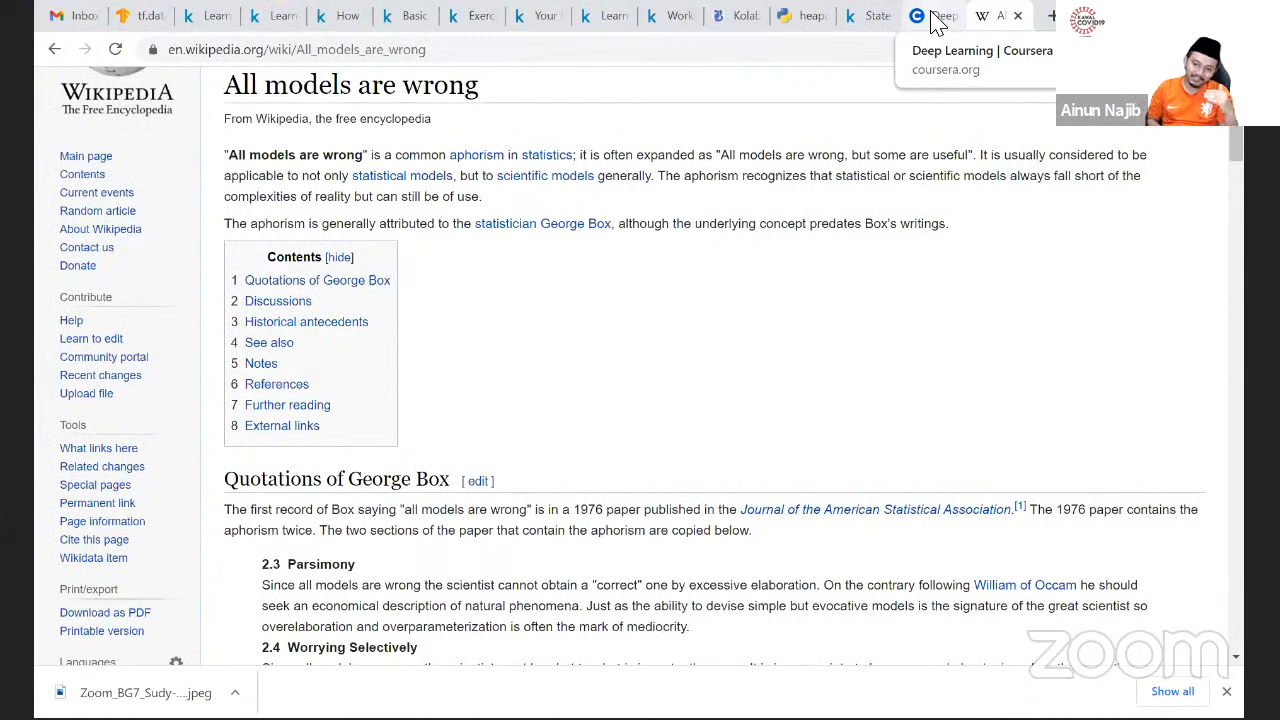 Inbox
tf.dat
Learn
Learn
How
Basic
Exerc
Your
Learn
Work
Kolab
heapo
State
Deep
en.wikipedia.org/wiki/All_models_are_wrong
Deep Learning | Coursera
coursera.org
KAWAL
COVID19
Ainun Najib
WIKIPEDIA
The Free Encyclopedia
Main page
Contents
Current events
Random article
About Wikipedia
Contact us
Donate
Contribute
Help
Learn to edit
Community portal
Recent changes
Upload file
Tools
What links here
Related changes
Special pages
Permanent link
Page information
Cite this page
Wikidata item
Print/export
Download as PDF
Printable version
Languages
All models are wrong
From Wikipedia, the free encyclopedia
"All models are wrong" is a common aphorism in statistics; it is often expanded as "All models are wrong, but some are useful". It is usually considered to be
applicable to not only statistical models, but to scientific models generally. The aphorism recognizes that statistical or scientific models always fall short of the
complexities of reality but can still be of use.
The aphorism is generally attributed to the statistician George Box, although the underlying concept predates Box's writings.
Contents [hide]
1 Quotations of George Box
2 Discussions
3 Historical antecedents
4 See also
5 Notes
6 References
7 Further reading
8 External links
Quotations of George Box [ edit ]
The first record of Box saying "all models are wrong" is in a 1976 paper published in the Journal of the American Statistical Association.[1] The 1976 paper contains the
aphorism twice. The two sections of the paper that contain the aphorism are copied below.
2.3 Parsimony
Since all models are wrong the scientist cannot obtain a "correct" one by excessive elaboration. On the contrary following William of Occam he should
seek an economical description of natural phenomena. Just as the ability to devise simple but evocative models is the signature of the great scientist so
overelaboration and overparameterization is often the mark of mediocrity.
2.4 Worrying Selectively
zoom
Zoom_BG7_Sudy-....jpeg
Show all